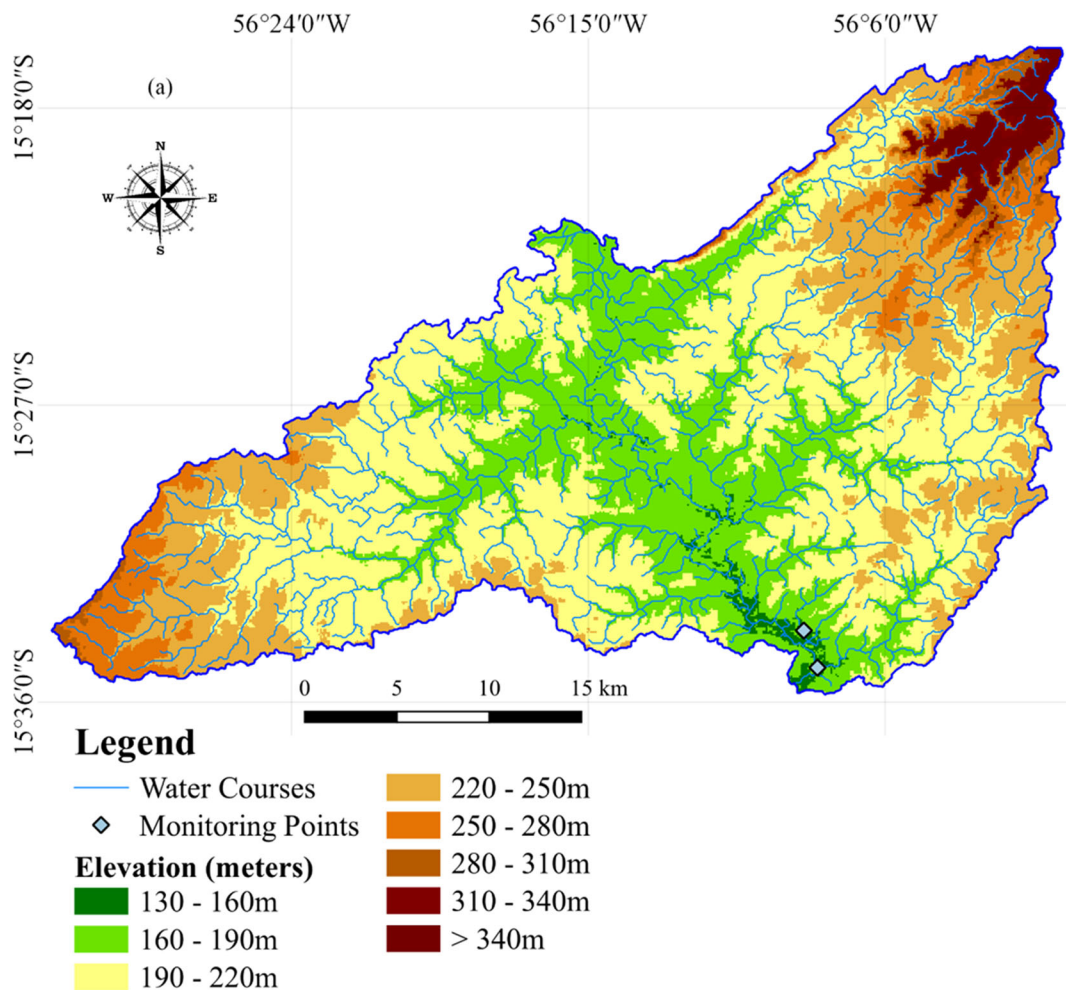 56°24'0"W 56°15'0"W 56°6'0"W
(a)
15°18'0"S
N
W E
S
15°27'0"S
15°36'0"S
0 5 10 15 km
Legend
Water Courses
Monitoring Points
Elevation (meters)
130 - 160m
160 - 190m
190 - 220m
220 - 250m
250 - 280m
280 - 310m
310 - 340m
> 340m